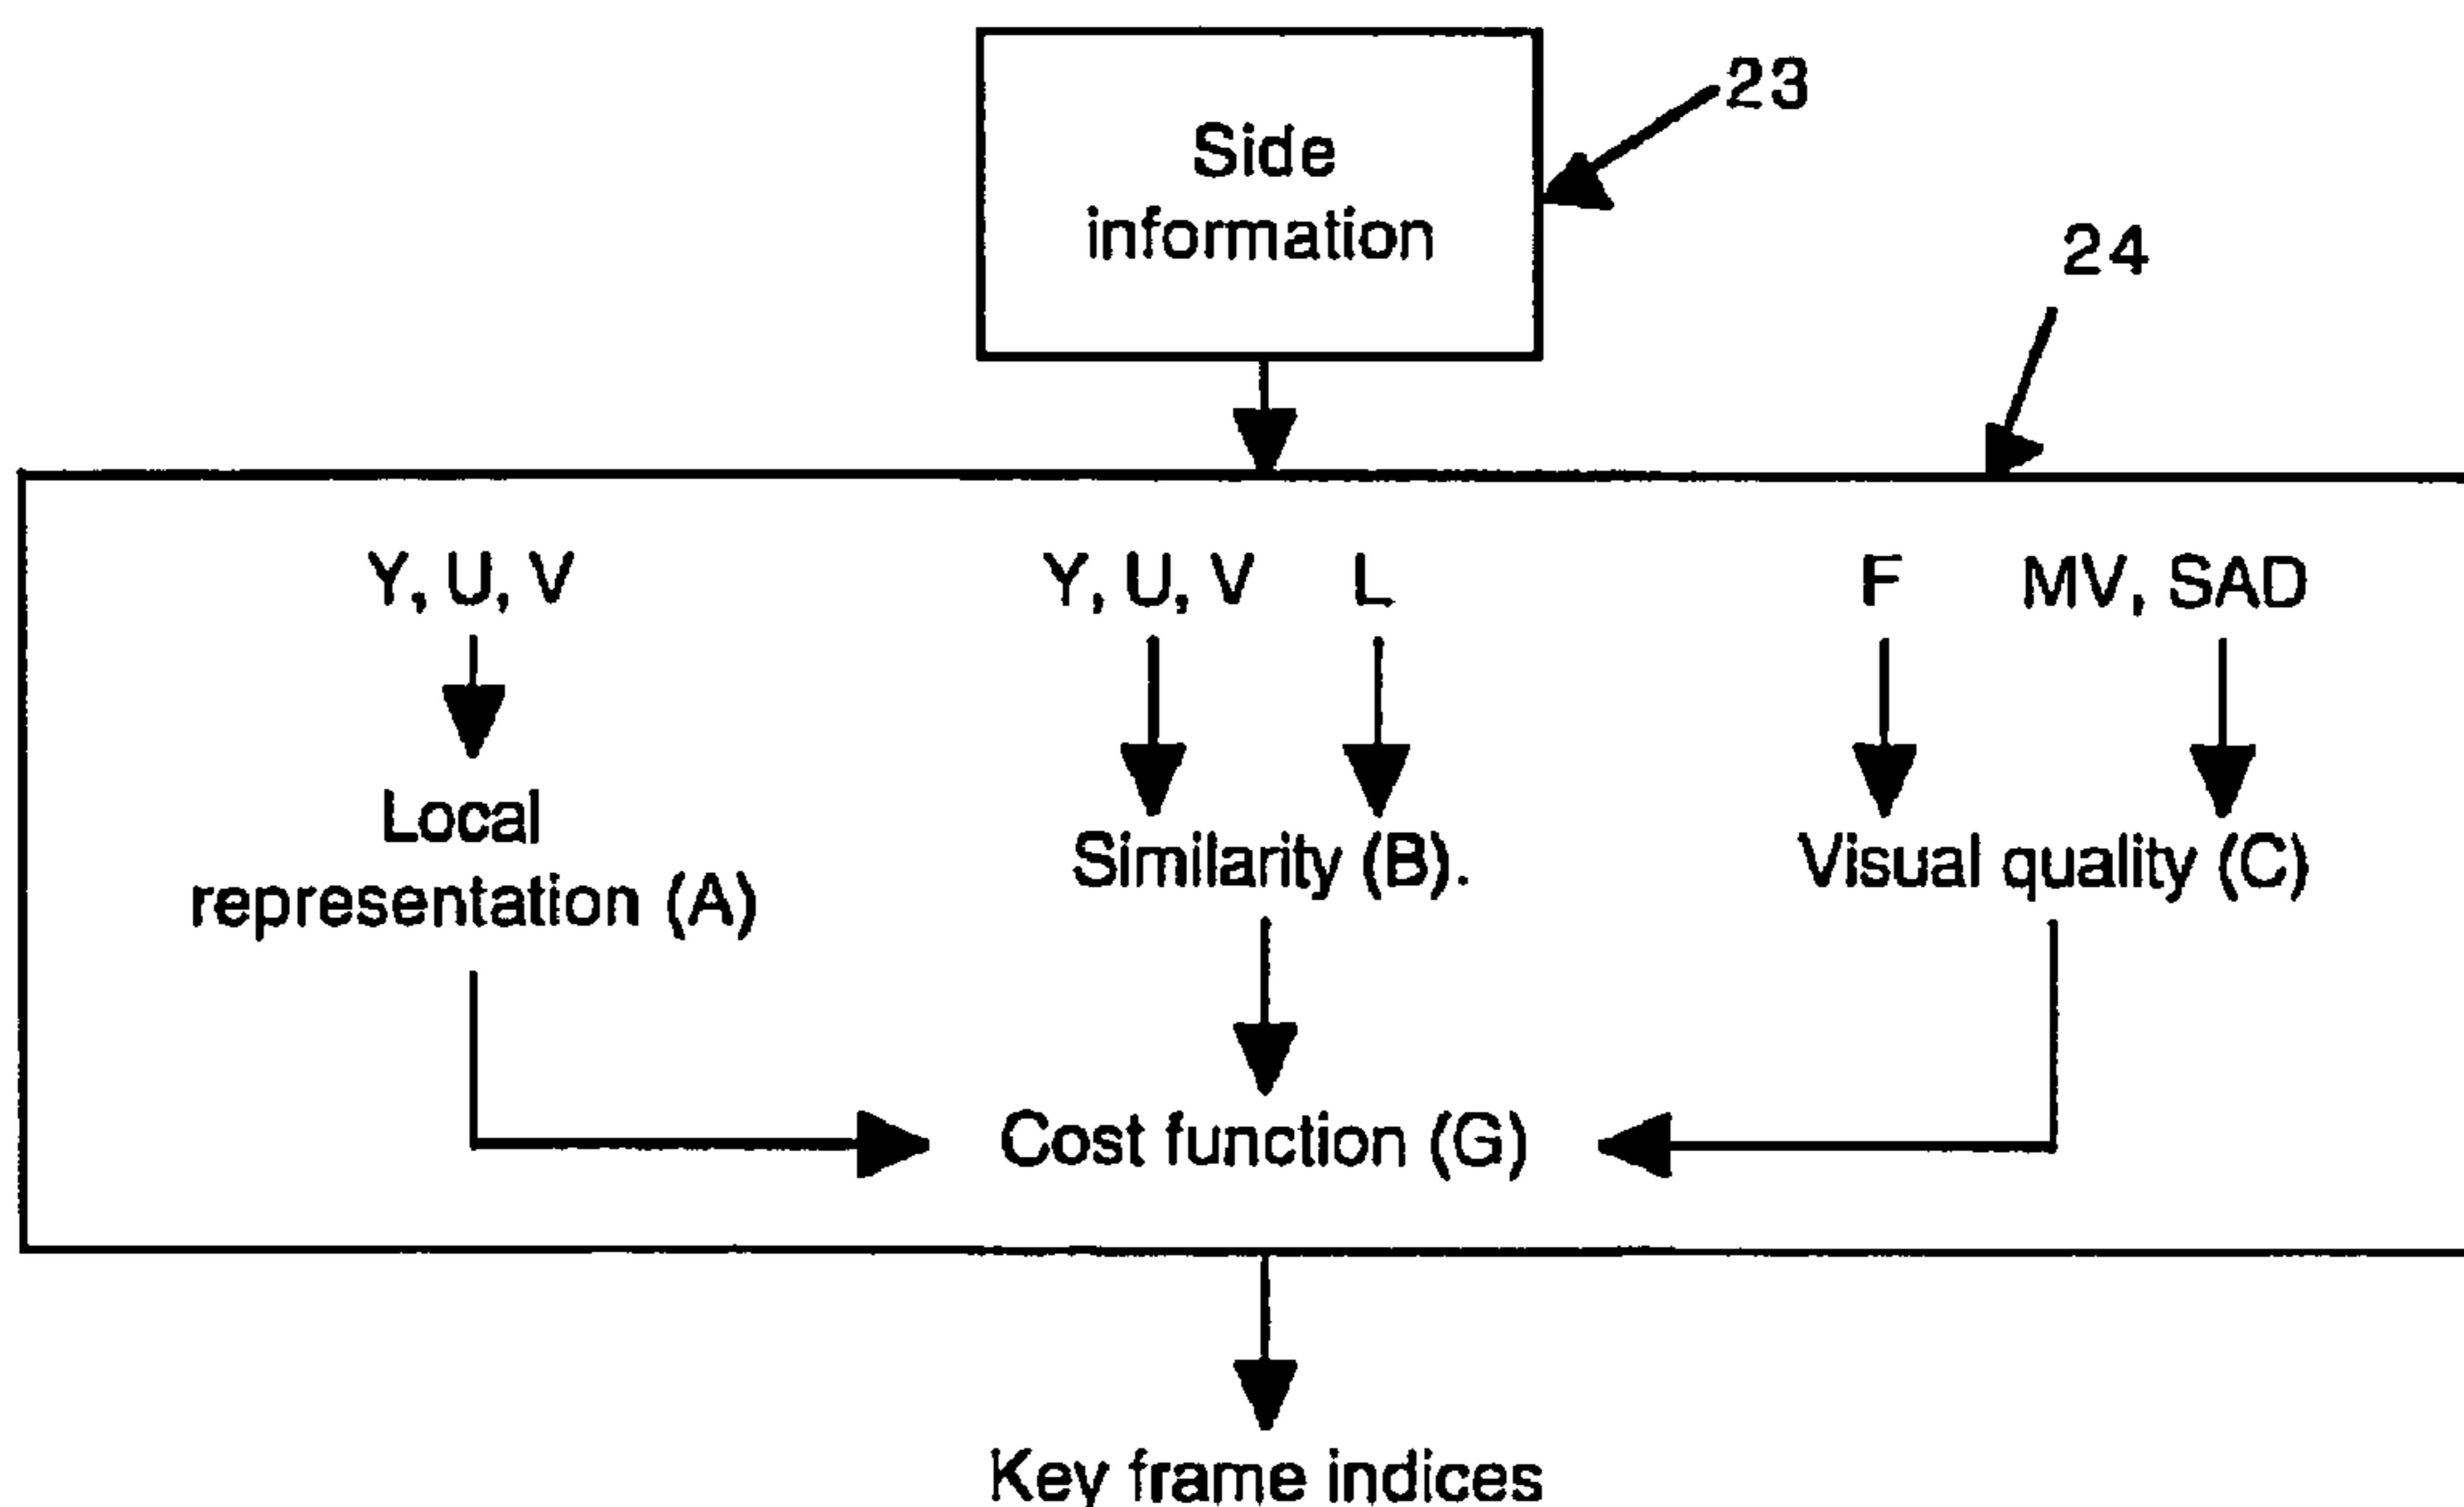 Side
information
23
24
Y, U, V
Y, U, V
L
F
MV, SAD
Local
representation (A)
Similarity (B).
Visual quality (C)
Cost function (G)
Key frame indices